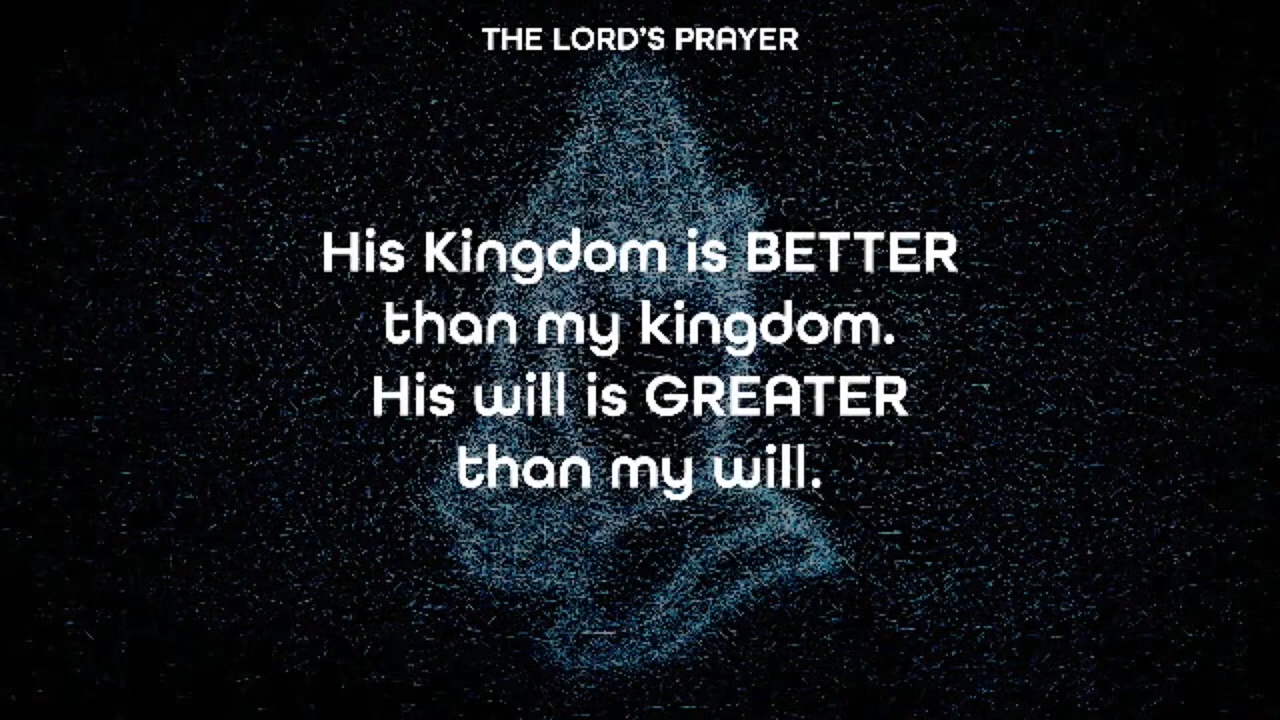 THE LORD'S PRAYER
His Kingdom is BETTER
than my kingdom.
His will is GREATER
than my will.